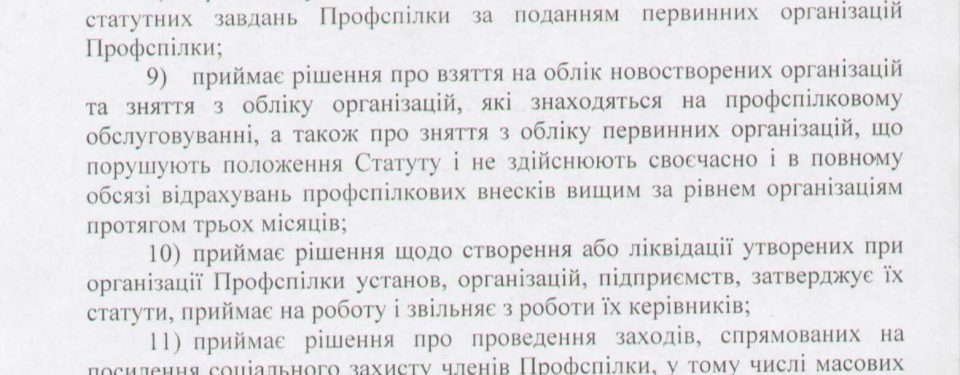 статутних завдань Профспілки за поданням первинних організацій
Профспілки;
9) приймає рішення про взяття на облік новостворених організацій
та зняття з обліку організацій, які знаходяться на профспілковому
обслуговуванні, а також про зняття з обліку первинних організацій, що
порушують положення Статуту і не здійснюють своєчасно і в повному
обсязі відрахувань профспілкових внесків вищим за рівнем організаціям
протягом трьох місяців;
10) приймає рішення щодо створення або ліквідації утворених при
організації Профспілки установ, організацій, підприємств, затверджує їх
статути, приймає на роботу і звільняє з роботи їх керівників;
11) приймає рішення про проведення заходів, спрямованих на
посилення соціального захисту членів Профспілки, у тому числі масових